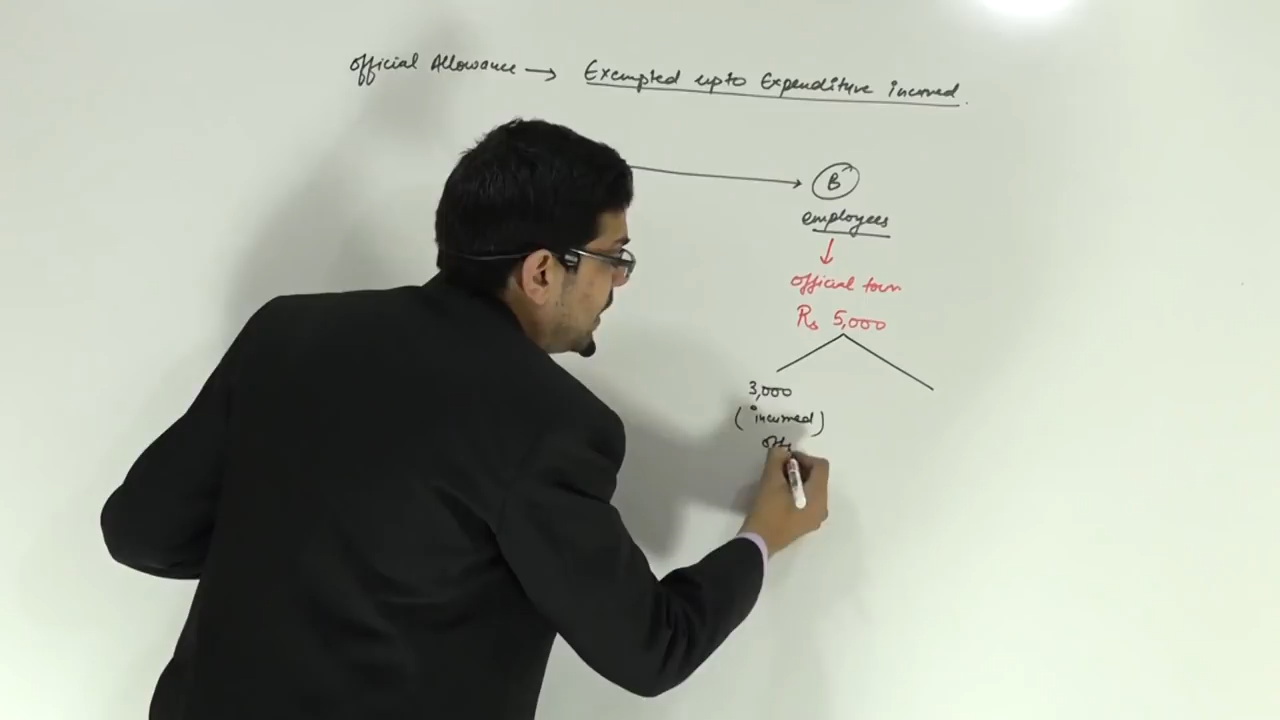 Official Allowance → Exempted upto Expenditure incurred.
B
employees
↓
official tour
Rs 5,000
3,000
(incurred)